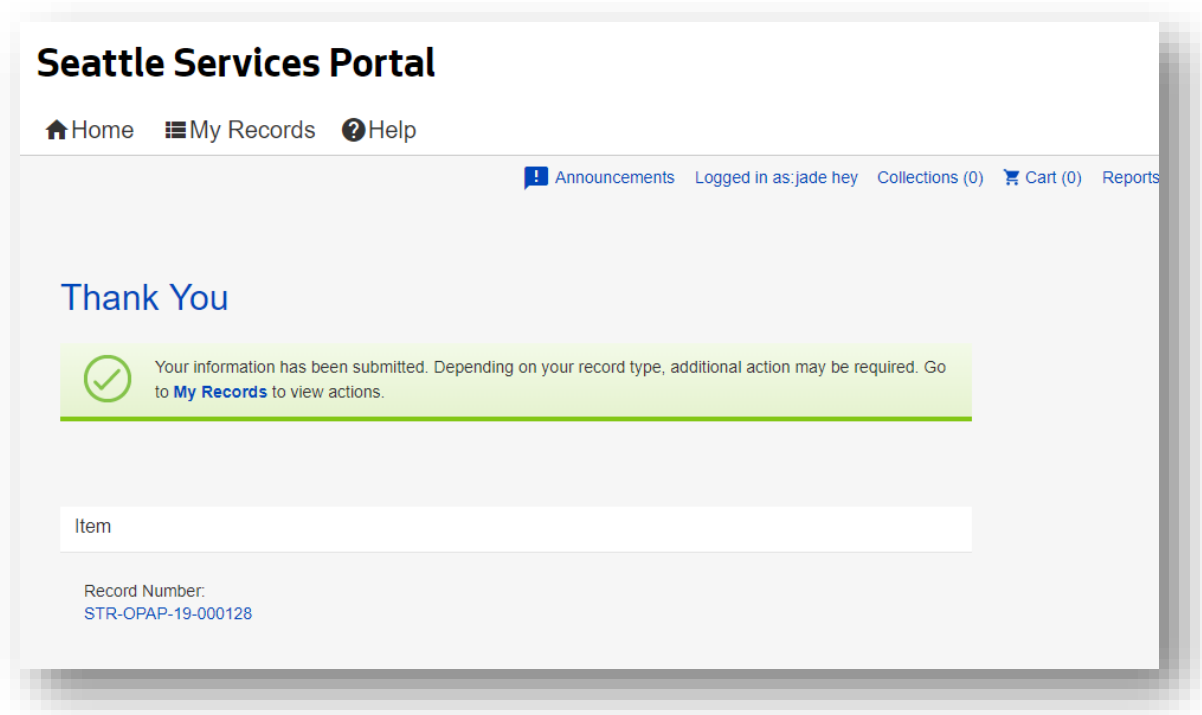 Seattle Services Portal
Home My Records Help
Announcements Logged in as:jade hey Collections (0) Cart (0) Reports
Thank You
Your information has been submitted. Depending on your record type, additional action may be required. Go
to My Records to view actions.
Item
Record Number:
STR-OPAP-19-000128